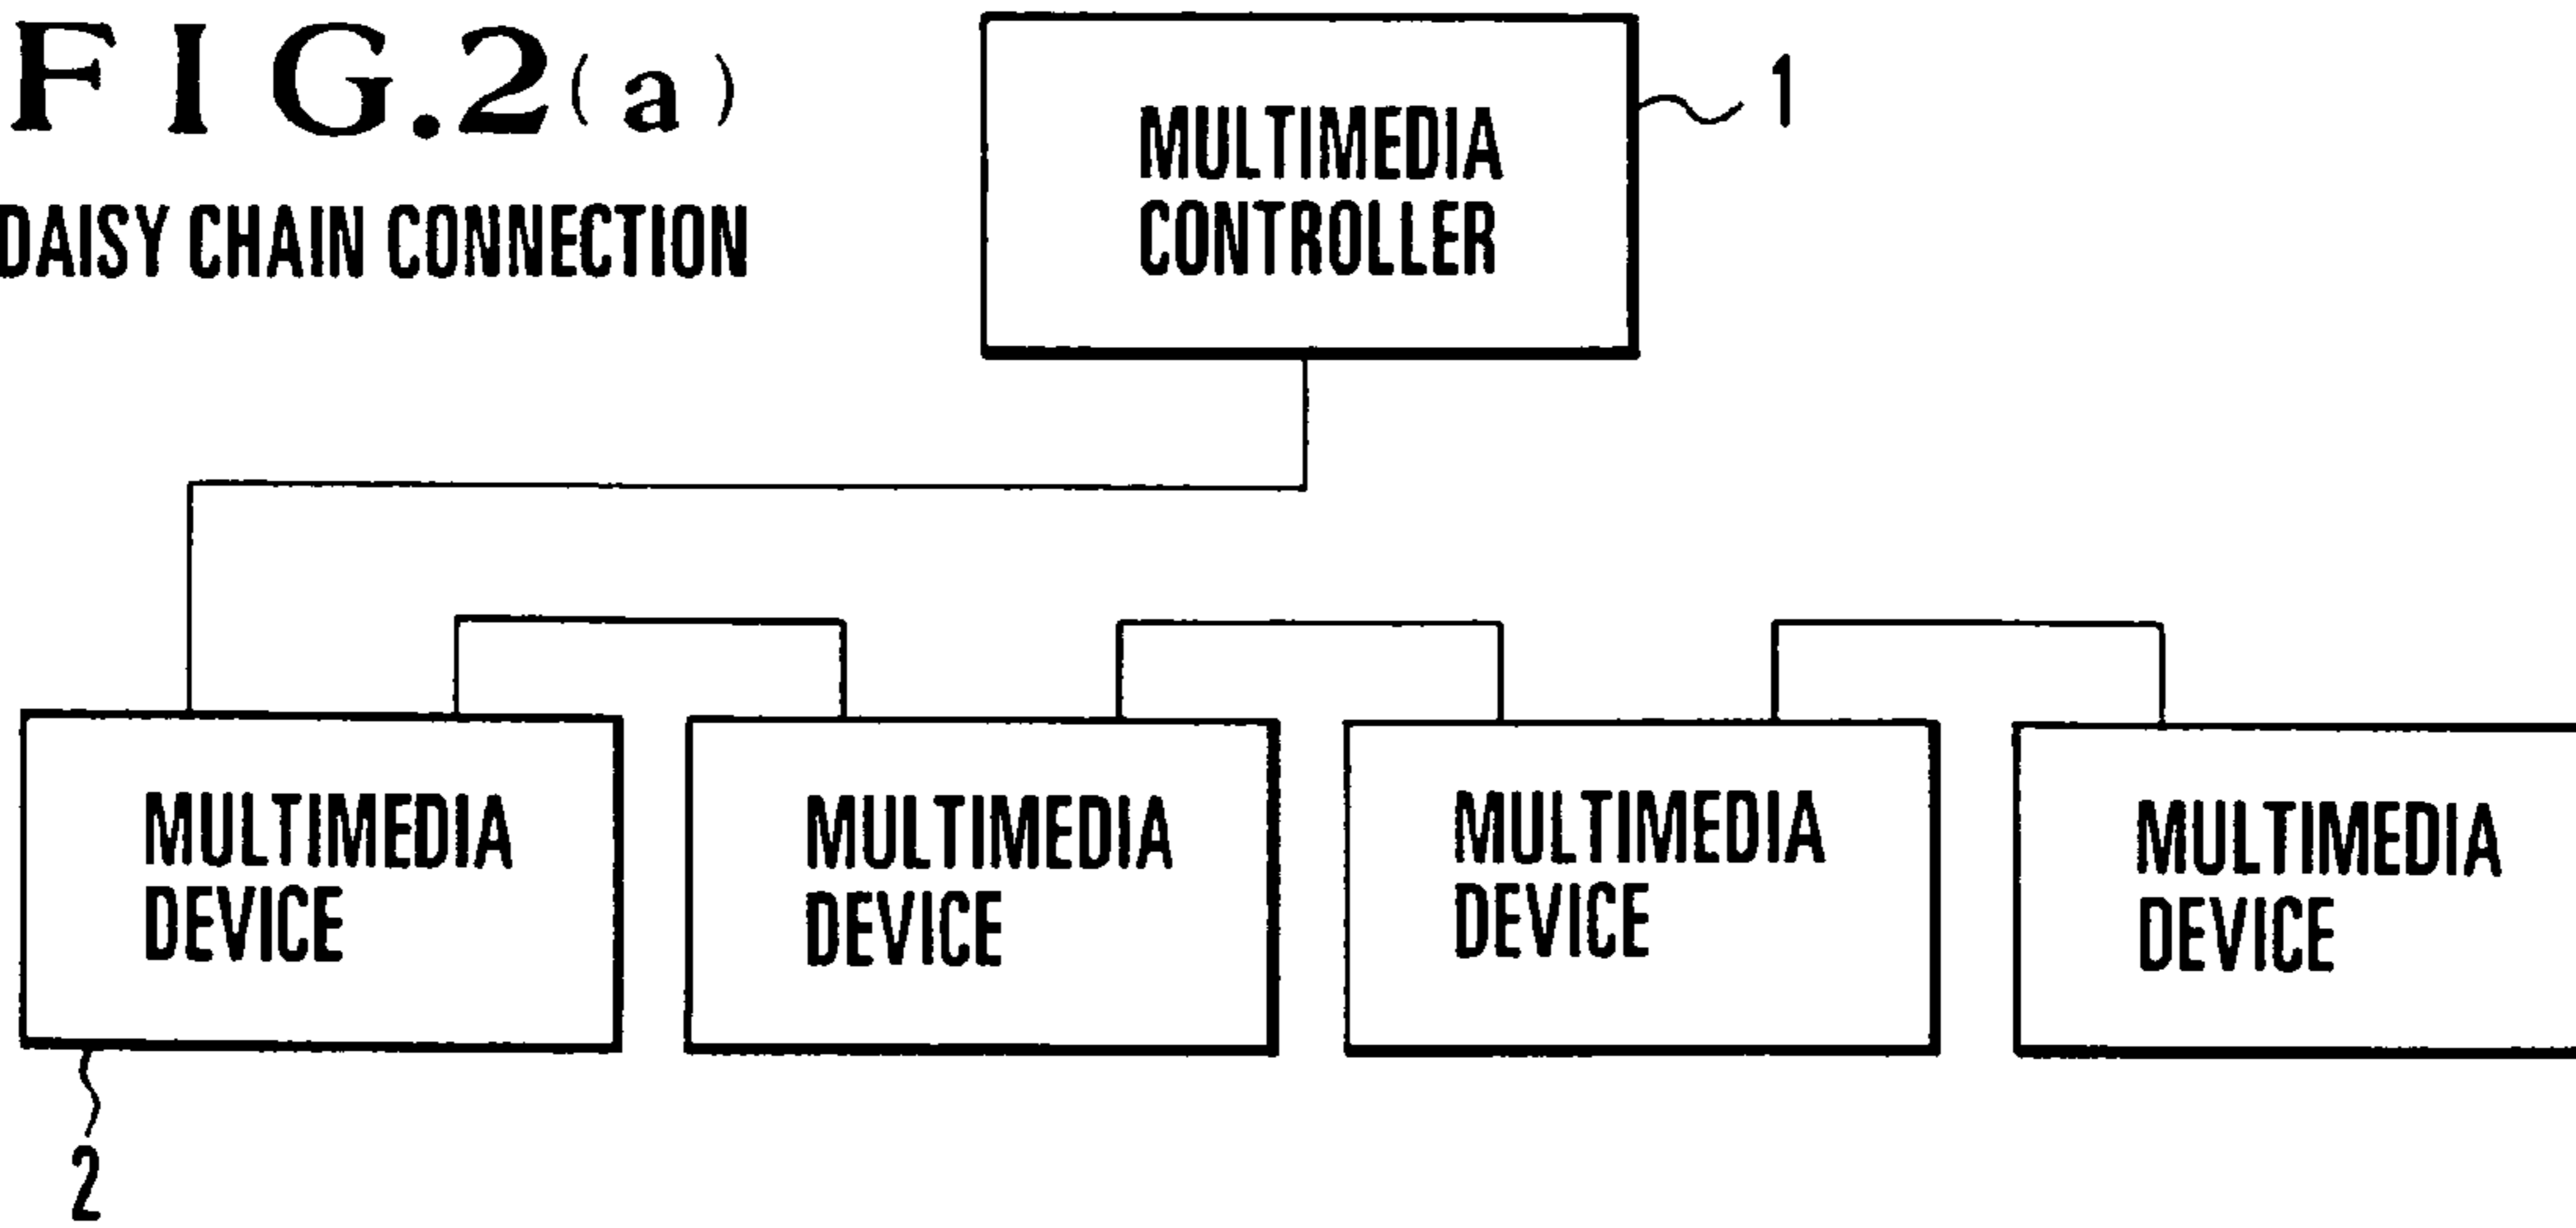 FIG.2(a)
DAISY CHAIN CONNECTION
MULTIMEDIA
CONTROLLER
1
MULTIMEDIA
DEVICE
MULTIMEDIA
DEVICE
MULTIMEDIA
DEVICE
MULTIMEDIA
DEVICE
2